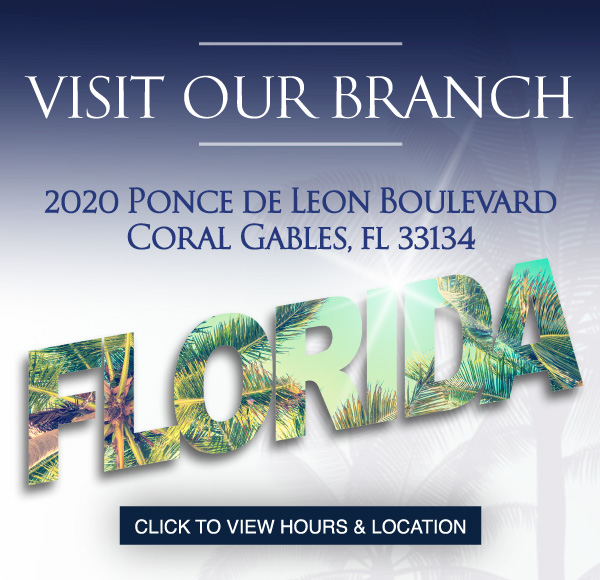 VISIT OUR BRANCH
2020 PONCE DE LEON BOULEVARD
CORAL GABLES, FL 33134
FLORIDA
CLICK TO VIEW HOURS & LOCATION